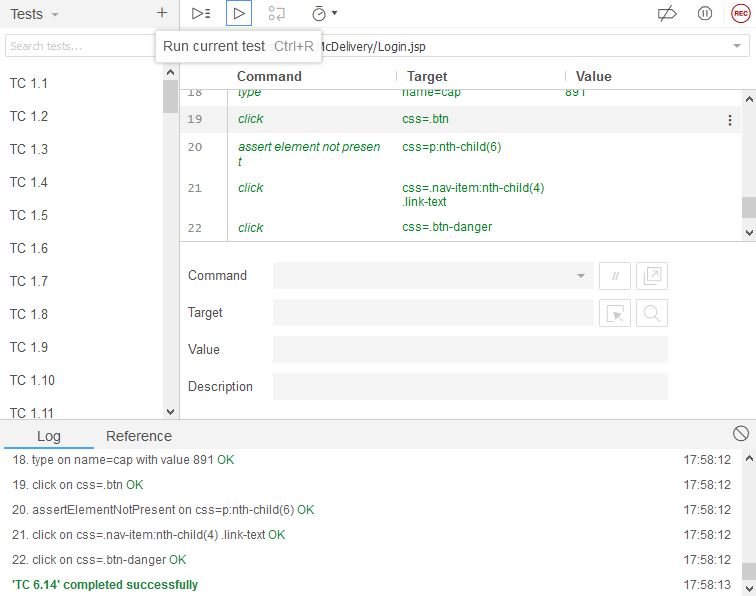 Tests
+
REC
Search tests...
Run current test Ctrl+R
McDelivery/Login.jsp
Command Target Value
18 type name=cap 891
19 click css=.btn
20 assert element not presen
t css=p:nth-child(6)
21 click css=.nav-item:nth-child(4)
.link-text
22 click css=.btn-danger
TC 1.1
TC 1.2
TC 1.3
TC 1.4
TC 1.5
TC 1.6
TC 1.7
TC 1.8
TC 1.9
TC 1.10
TC 1.11
Command //
Target
Value
Description
Log Reference
18. type on name=cap with value 891 OK 17:58:12
19. click on css=.btn OK 17:58:12
20. assertElementNotPresent on css=p:nth-child(6) OK 17:58:12
21. click on css=.nav-item:nth-child(4) .link-text OK 17:58:12
22. click on css=.btn-danger OK 17:58:12
'TC 6.14' completed successfully 17:58:13